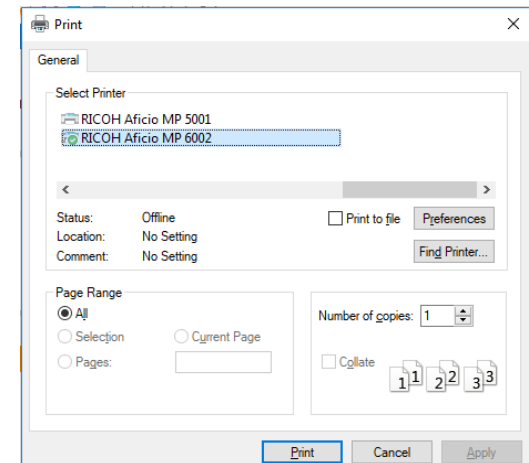 Print
General
Select Printer
RICOH Aficio MP 5001
RICOH Aficio MP 6002
Status: Offline
Location: No Setting
Comment: No Setting
Print to file
Preferences
Find Printer...
Page Range
All
Selection Current Page
Pages:
Number of copies: 1
Collate
1 1 2 2 3 3
Print Cancel Apply